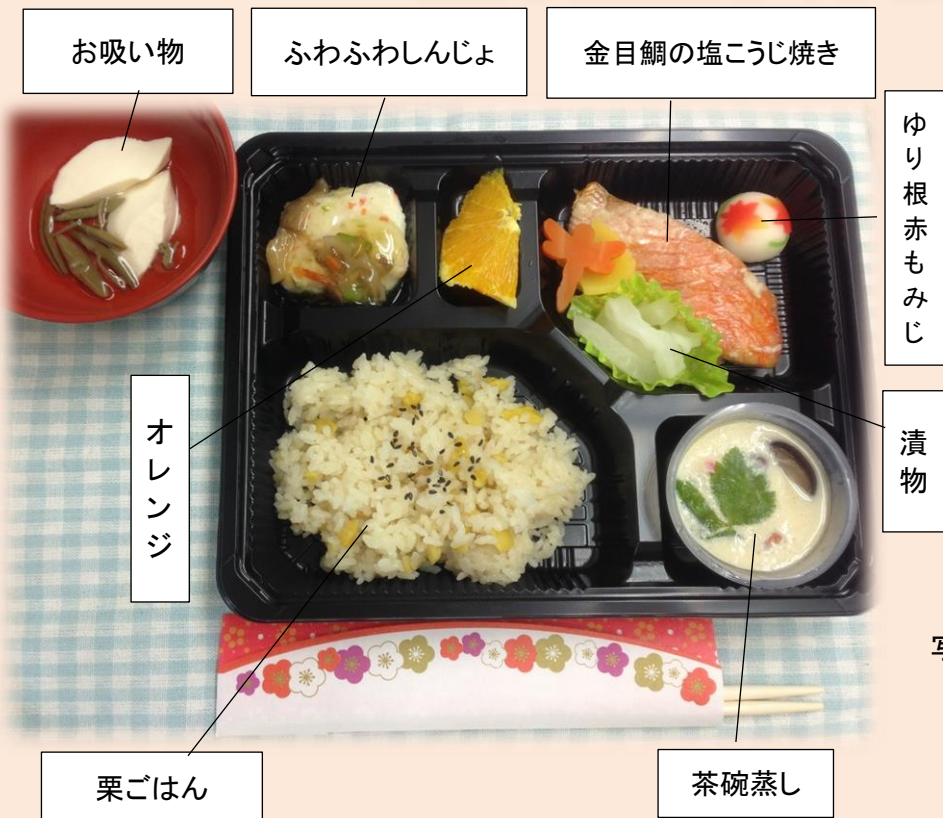 お吸い物
ふわふわしんじょ
金目鯛の塩こうじ焼き
ゆり根赤もみじ
オレンジ
漬物
栗ごはん
茶碗蒸し